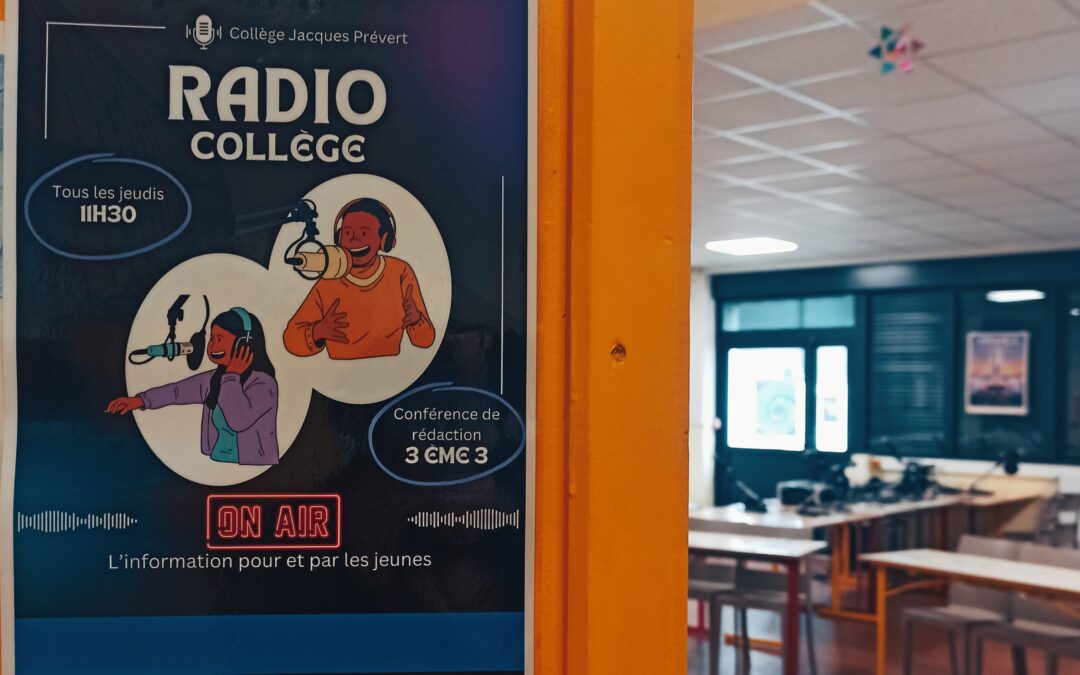 Collège Jacques Prévert
RADIO
COLLÈGE
Tous les jeudis
11H30
Conférence de
rédaction
3 ÈME 3
ON AIR
L'information pour et par les jeunes